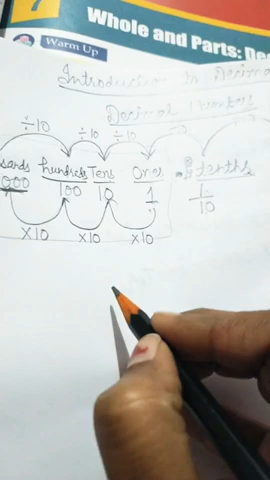 7
Whole and Parts: De
Warm Up
Introduction to Decima
Decimal Numbers
÷10 ÷10 ÷10
sands hundreds Tens Ones tenths
000 100 10 1 1/10
×10 ×10 ×10